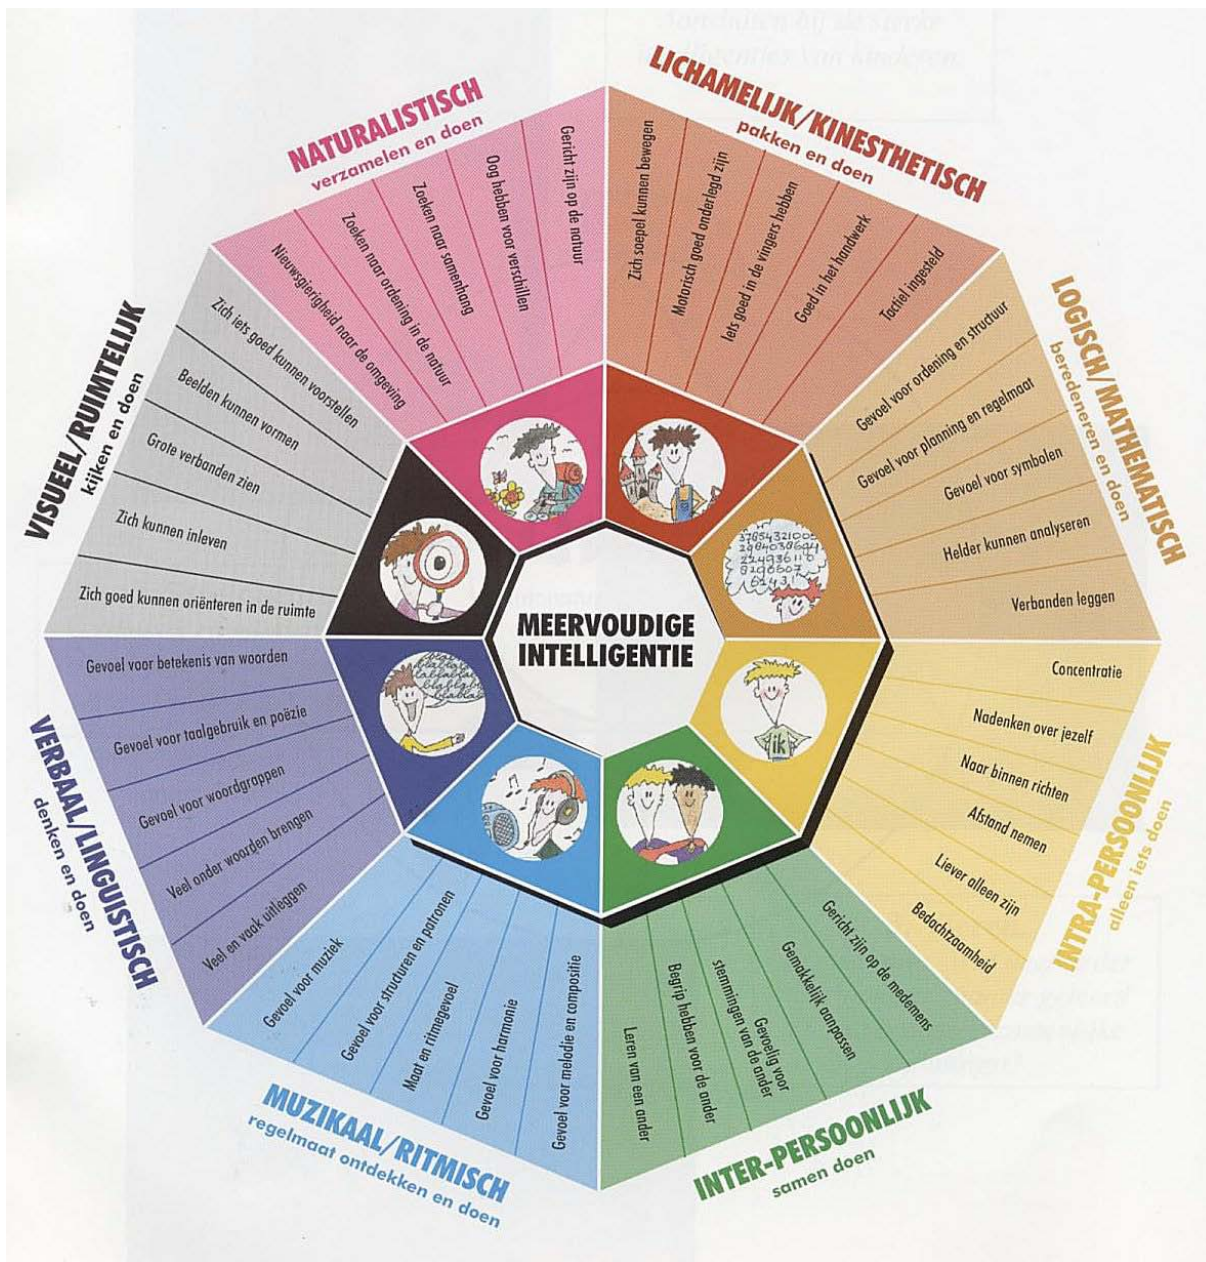 MEERVOUDIGE
INTELLIGENTIE
LICHAMELIJK/KINESTHETISCH
pakken en doen
Zich soepel kunnen bewegen
Motorisch goed onderlegd zijn
Iets goed in de vingers hebben
Goed in het handwerk
Tactiel ingesteld
LOGISCH/MATHEMATISCH
beredeneren en doen
Gevoel voor ordening en structuur
Gevoel voor planning en regelmaat
Gevoel voor symbolen
Helder kunnen analyseren
Verbanden leggen
INTRA-PERSOONLIJK
alleen iets doen
Concentratie
Nadenken over jezelf
Naar binnen richten
Afstand nemen
Liever alleen zijn
Bedachtzaamheid
ik
INTER-PERSOONLIJK
samen doen
Gericht zijn op de medemens
Gemakkelijk aanpassen
Gevoelig voor
stemmingen van de ander
Begrip hebben voor de ander
Leren van een ander
MUZIKAAL/RITMISCH
regelmaat ontdekken en doen
Gevoel voor melodie en compositie
Gevoel voor harmonie
Maat en ritmegevoel
Gevoel voor structuren en patronen
Gevoel voor muziek
VERBAAL/LINGUISTISCH
denken en doen
Veel en vaak uitleggen
Veel onder woorden brengen
Gevoel voor woordgrappen
Gevoel voor taalgebruik en poëzie
Gevoel voor betekenis van woorden
VISUEEL/RUIMTELIJK
kijken en doen
Zich goed kunnen oriënteren in de ruimte
Zich kunnen inleven
Grote verbanden zien
Beelden kunnen vormen
Zich iets goed kunnen voorstellen
NATURALISTISCH
verzamelen en doen
Nieuwsgierigheid naar de omgeving
Zoeken naar ordening in de natuur
Zoeken naar samenhang
Oog hebben voor verschillen
Gericht zijn op de natuur